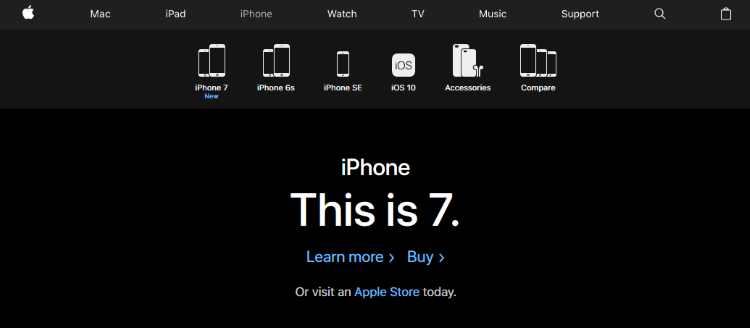 Mac iPad iPhone Watch TV Music Support
iPhone 7 iPhone 6s iPhone SE iOS iOS 10 Accessories Compare
New
iPhone
This is 7.
Learn more › Buy ›
Or visit an Apple Store today.